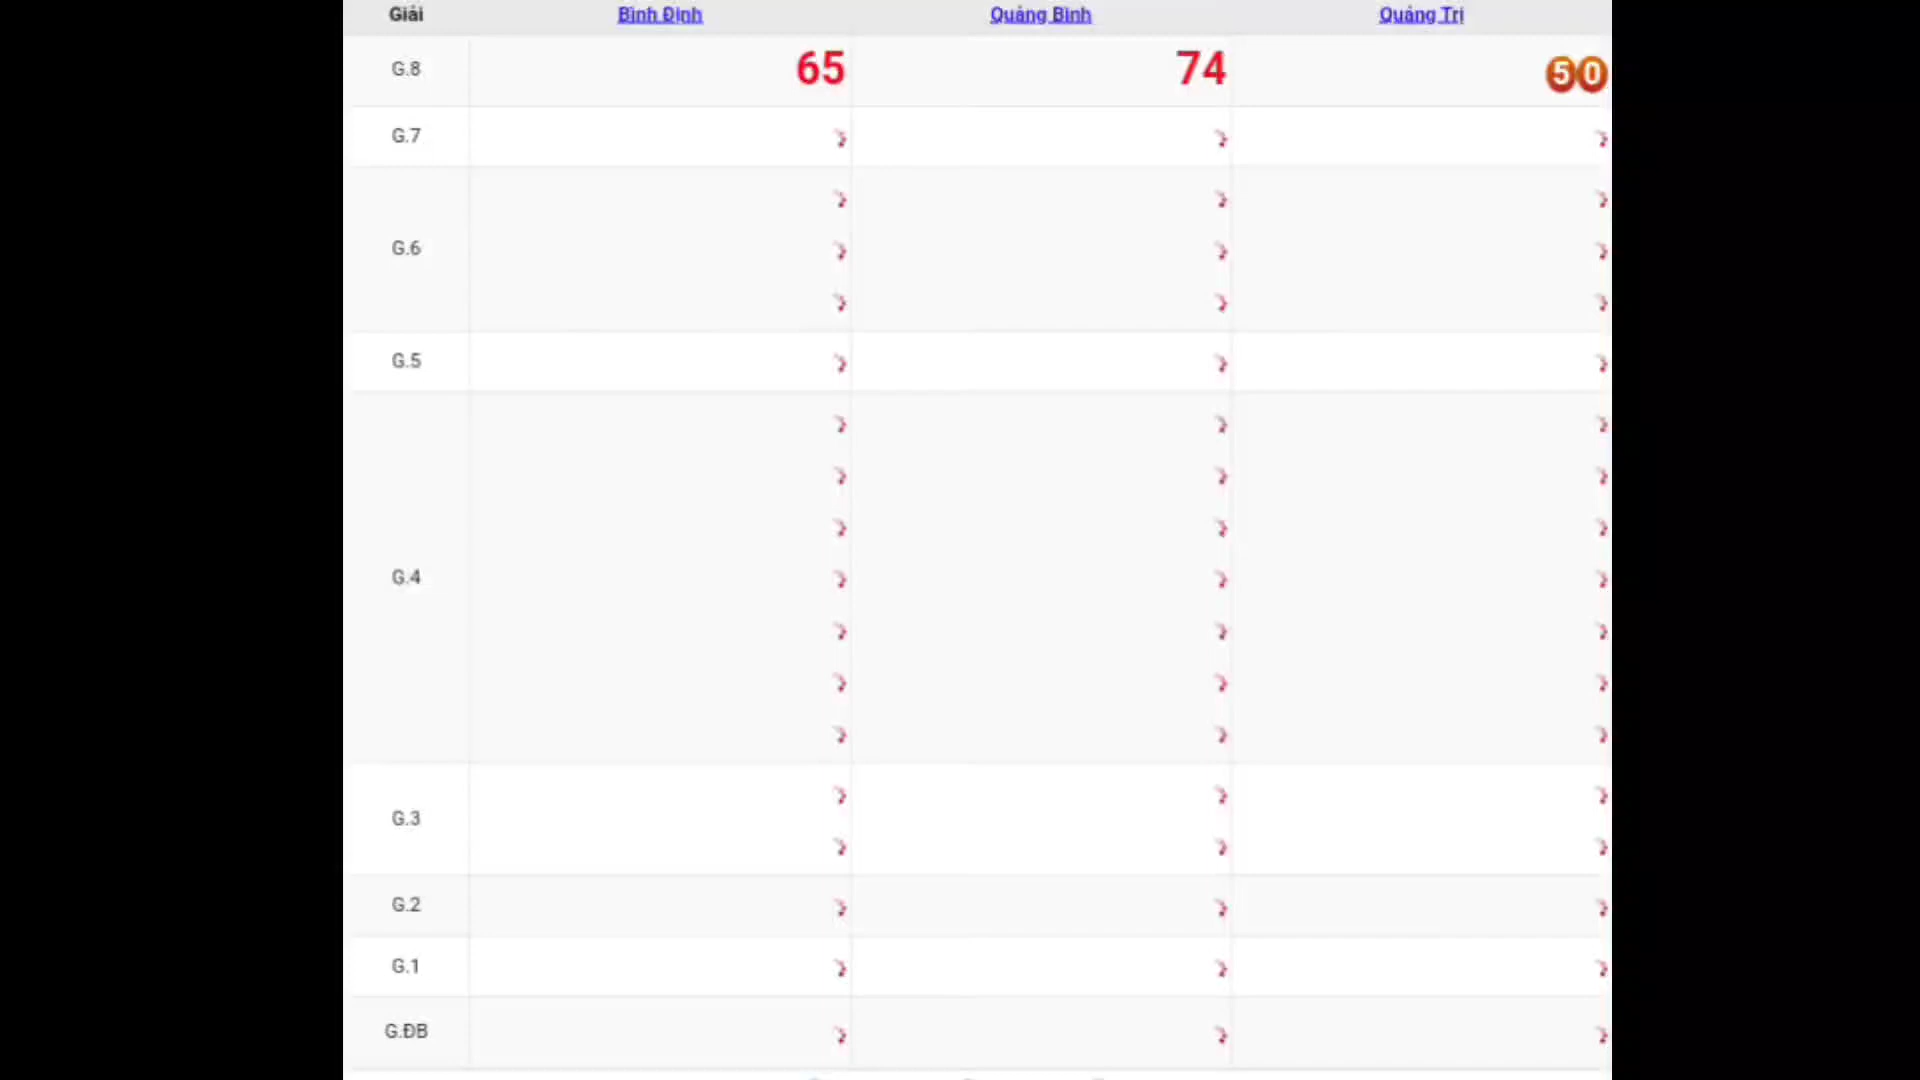 Giải Bình Định Quảng Bình Quảng Trị
G.8 65 74 50
G.7
G.6
G.5
G.4
G.3
G.2
G.1
G.ĐB